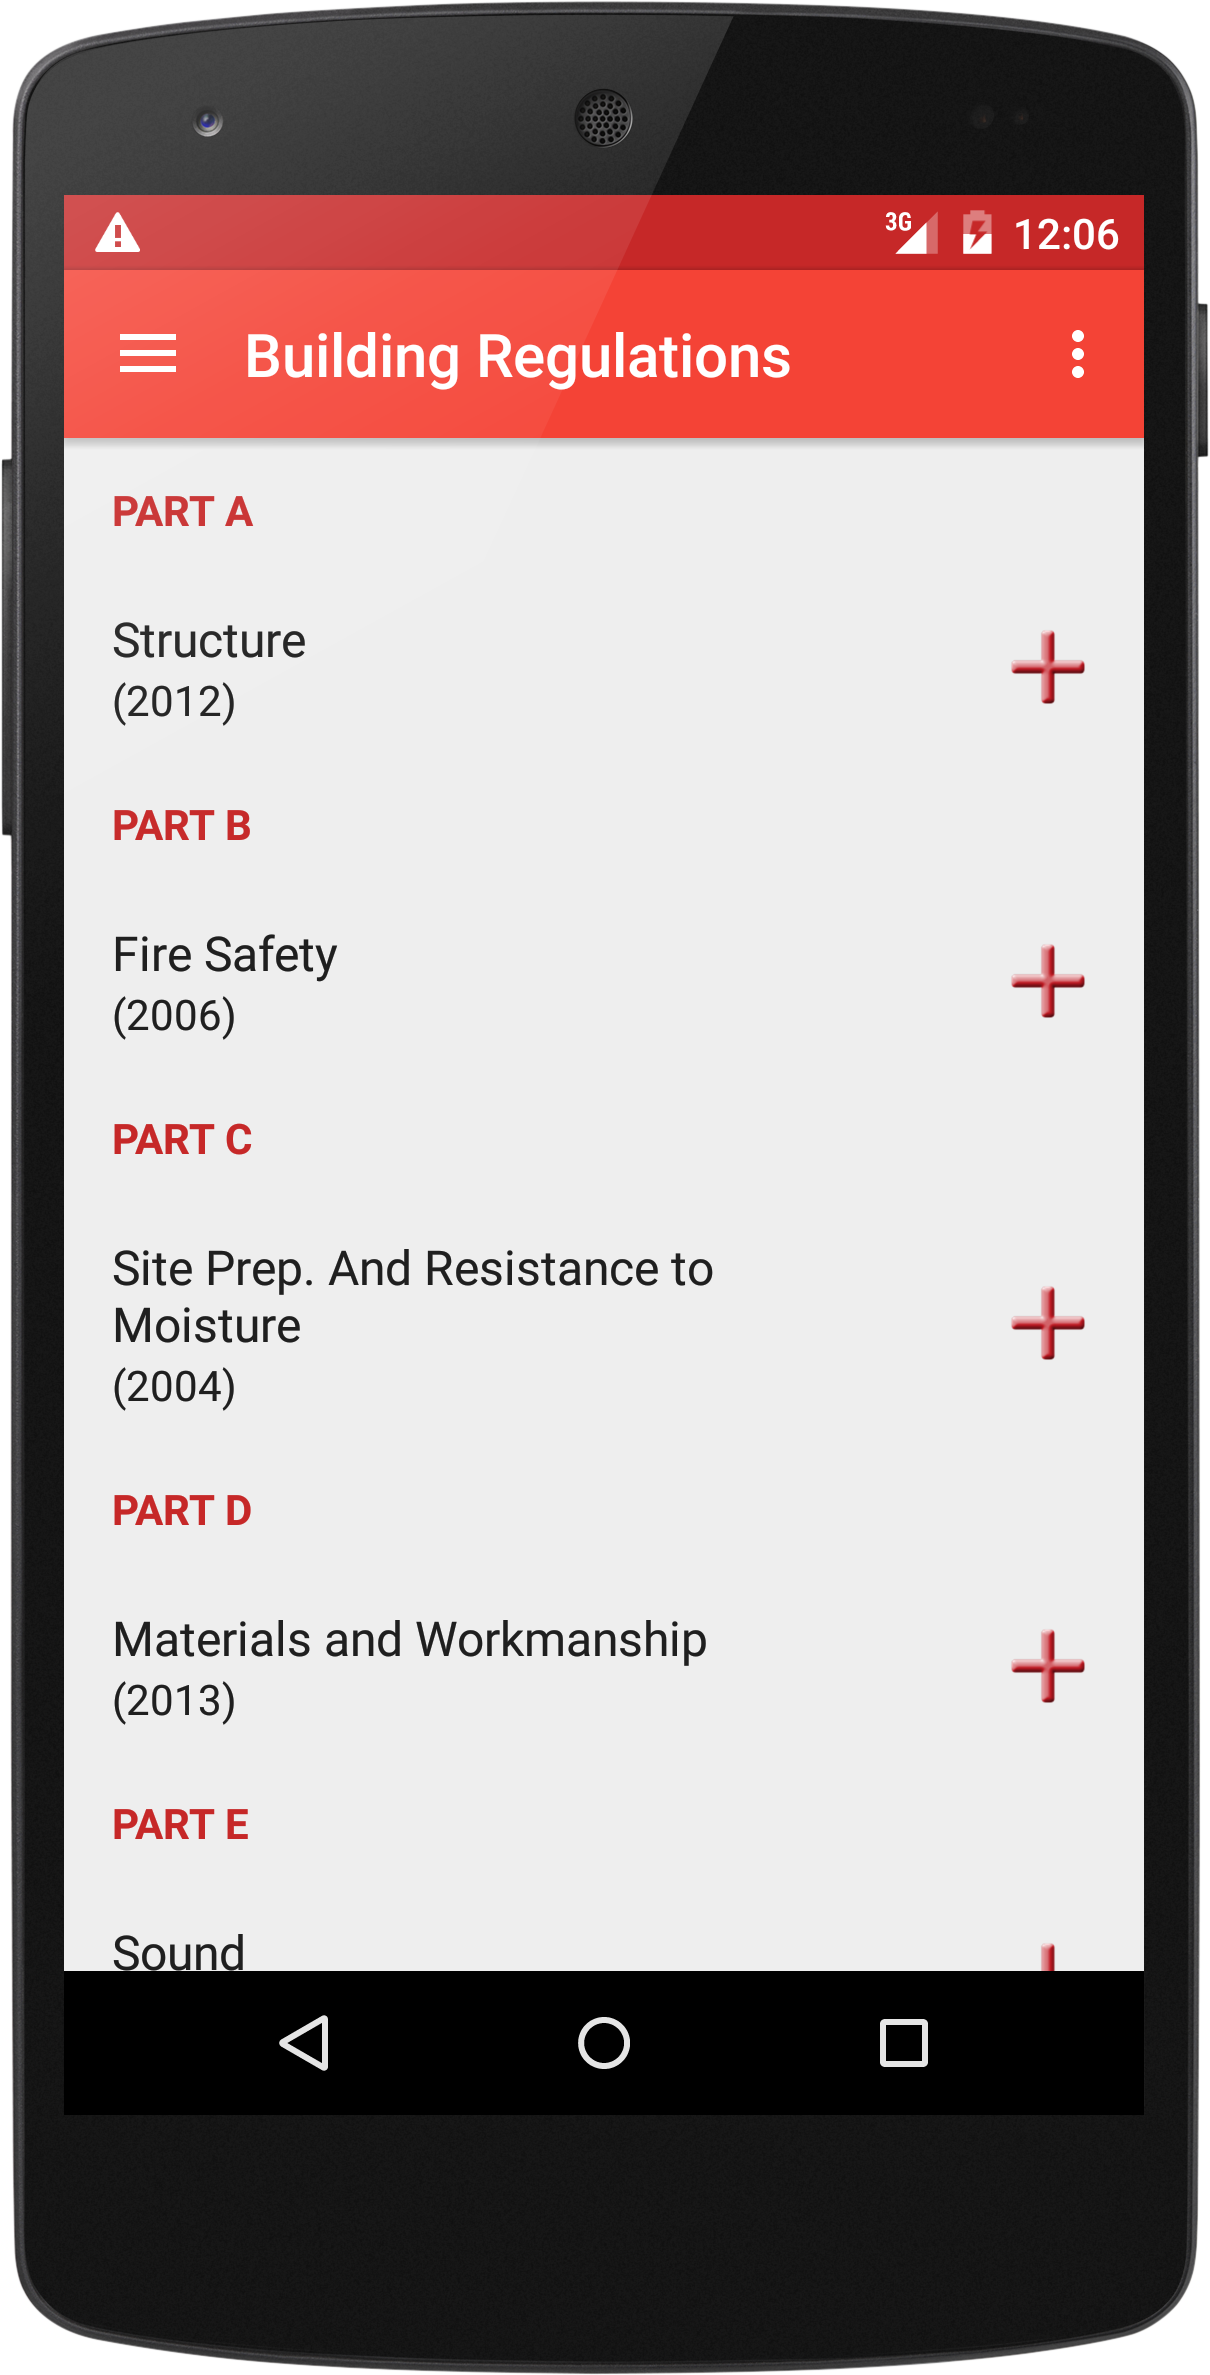 3G 12:06
Building Regulations
PART A
Structure
(2012)
PART B
Fire Safety
(2006)
PART C
Site Prep. And Resistance to
Moisture
(2004)
PART D
Materials and Workmanship
(2013)
PART E
Sound